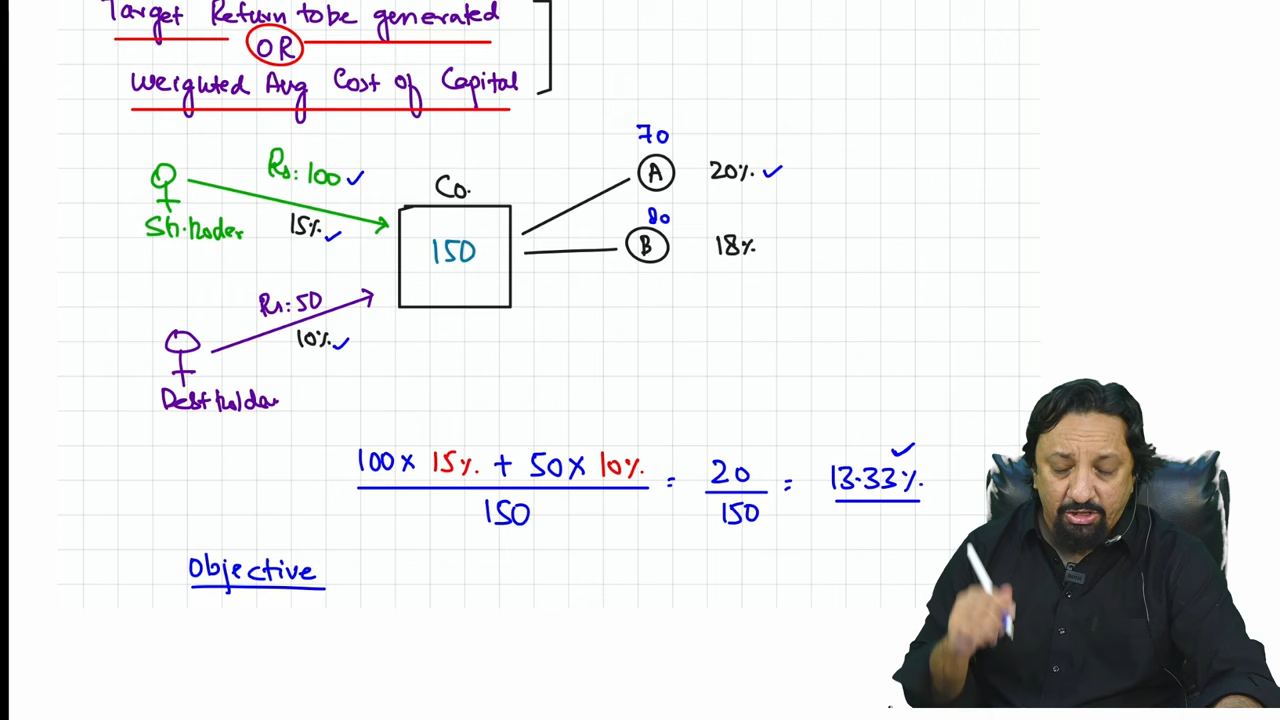 Target Return to be generated
OR
Weighted Avg Cost of Capital
70
Rs: 100
Co.
A
20%
Sh.hoder
15%
80
150
B
18%
Rs: 50
10%
Debt holder
100 × 15% + 50 × 10%
150
=
20
150
=
13.33%
Objective